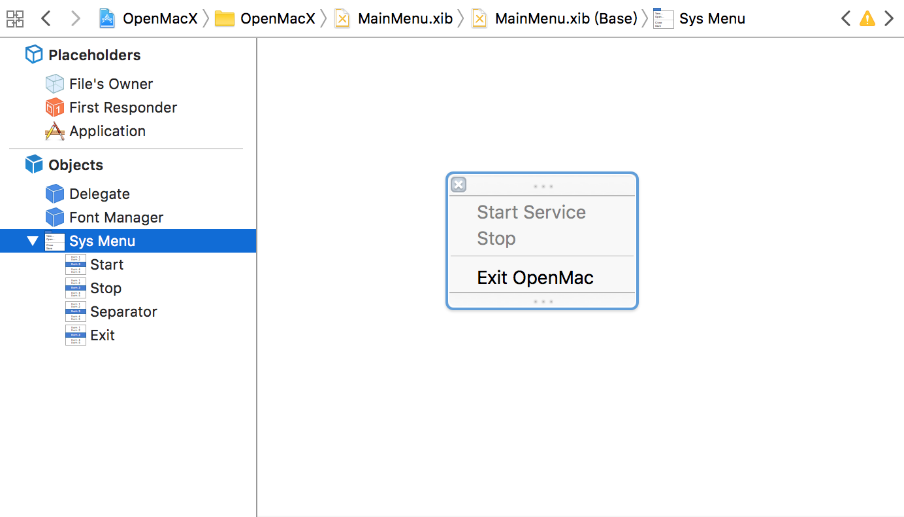 OpenMacX OpenMacX MainMenu.xib MainMenu.xib (Base) Sys Menu
Placeholders
File's Owner
First Responder
Application
Objects
Delegate
Font Manager
Sys Menu
Start
Stop
Separator
Exit
Start Service
Stop
Exit OpenMac